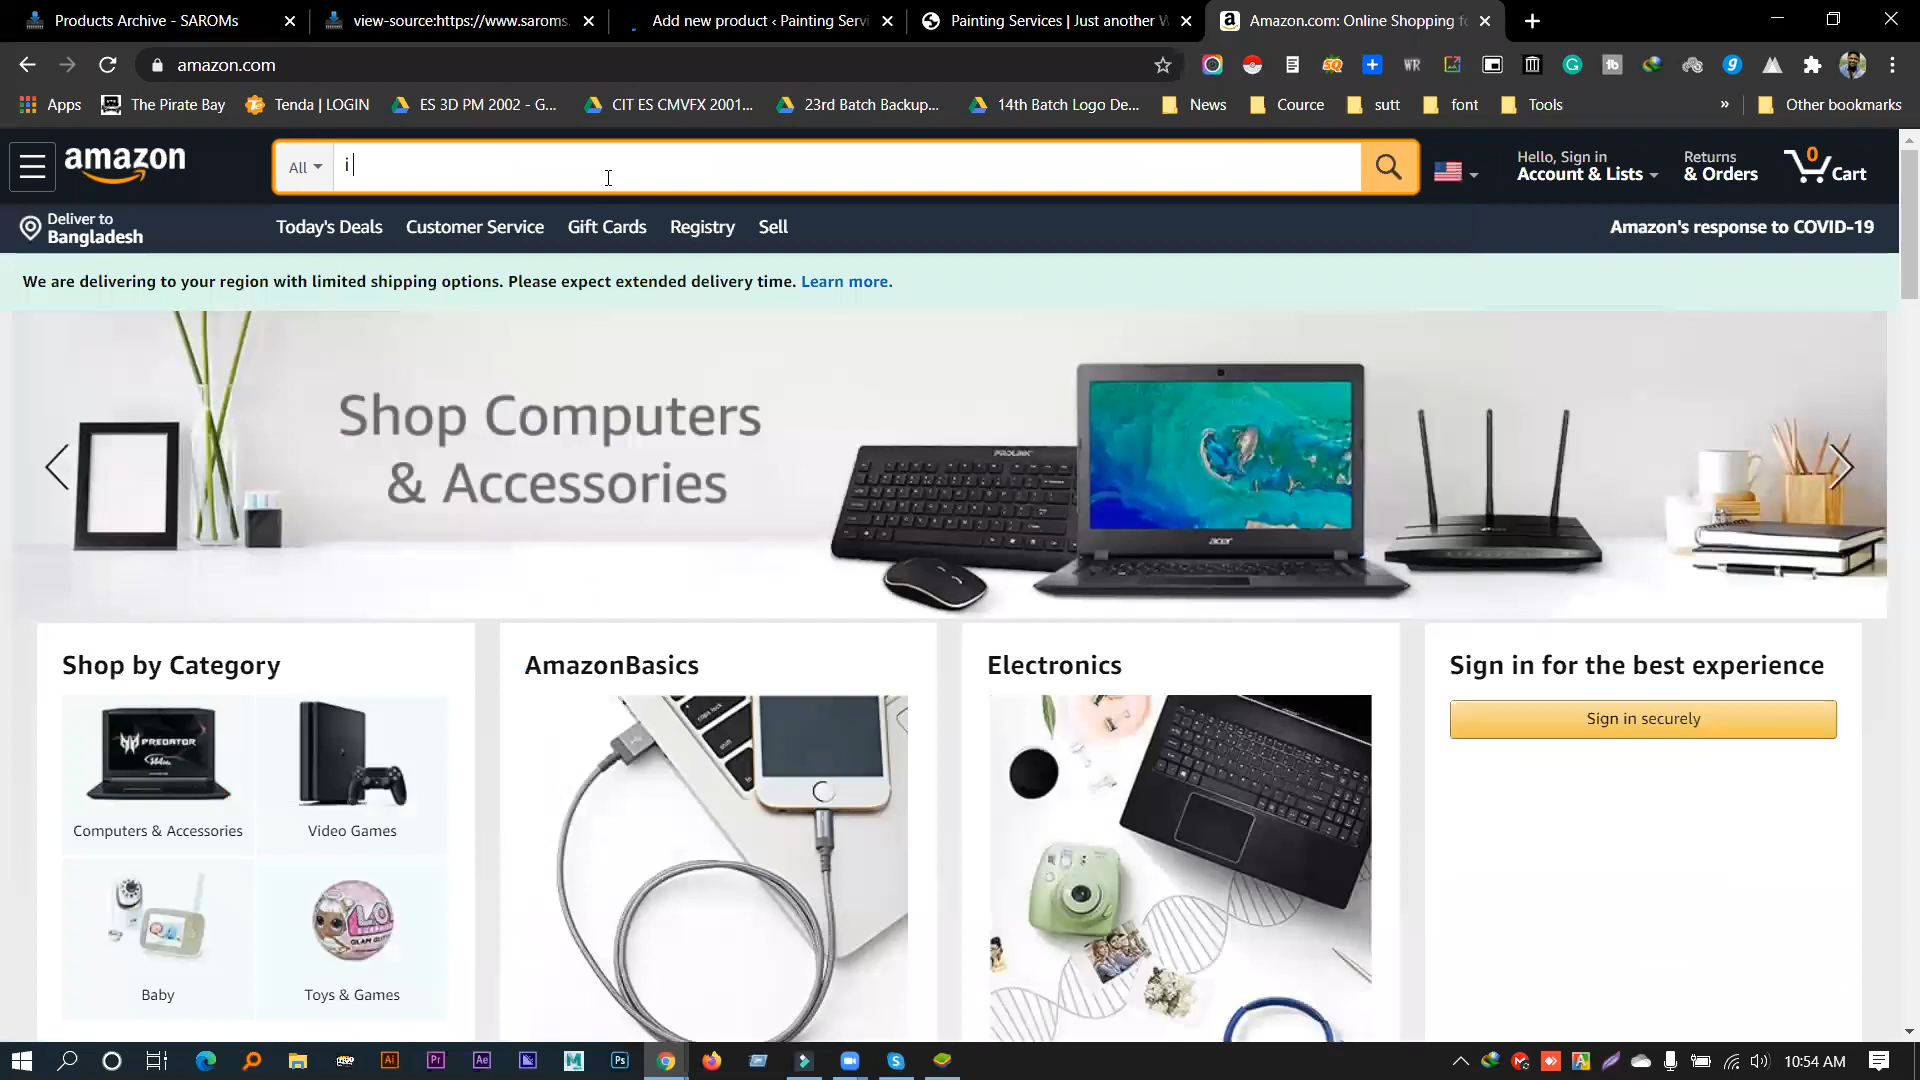 Products Archive - SAROMs
view-source:https://www.saroms.
Add new product ‹ Painting Servi
Painting Services | Just another W
Amazon.com: Online Shopping fo
amazon.com
Apps
The Pirate Bay
Tenda | LOGIN
ES 3D PM 2002 - G...
CIT ES CMVFX 2001...
23rd Batch Backup...
14th Batch Logo De...
News
Cource
sutt
font
Tools
»
Other bookmarks
amazon
All
i
Hello, Sign in
Account & Lists
Returns
& Orders
0
Cart
Deliver to
Bangladesh
Today's Deals
Customer Service
Gift Cards
Registry
Sell
Amazon's response to COVID-19
We are delivering to your region with limited shipping options. Please expect extended delivery time. Learn more.
Shop Computers
& Accessories
PROLINK
acer
Shop by Category
PREDATOR
Computers & Accessories
Video Games
Baby
Toys & Games
AmazonBasics
caps lock
shift
Electronics
Sign in for the best experience
Sign in securely
10:54 AM